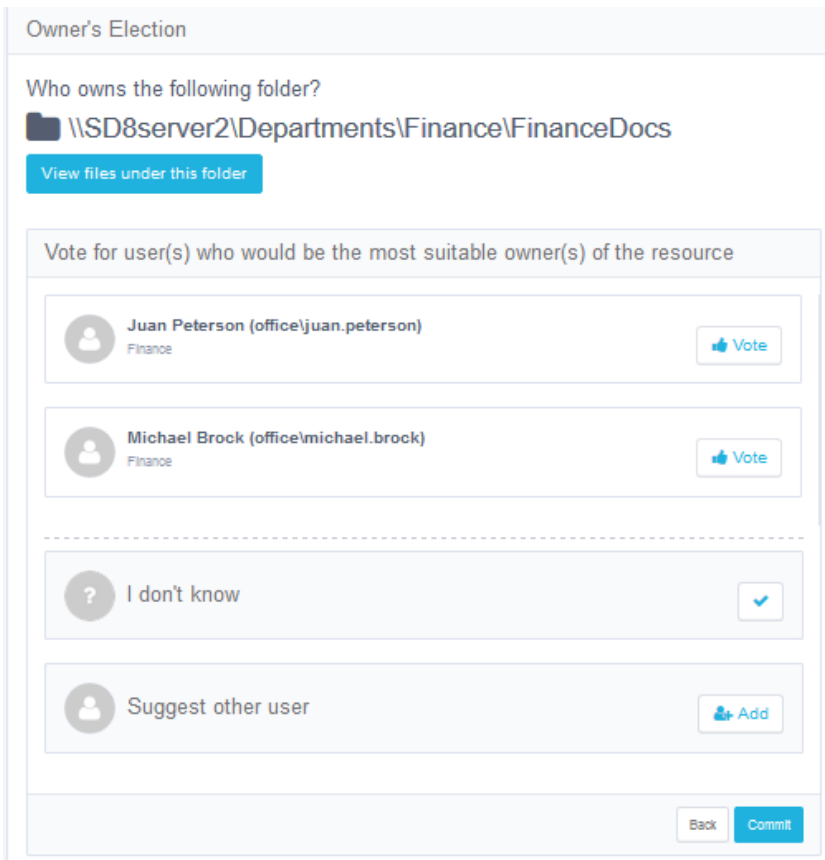 Owner's Election
Who owns the following folder?
\\SD8server2\Departments\Finance\FinanceDocs
View files under this folder
Vote for user(s) who would be the most suitable owner(s) of the resource
Juan Peterson (office\juan.peterson)
Finance
Vote
Michael Brock (office\michael.brock)
Finance
Vote
? I don't know
Suggest other user
Add
Back Commit